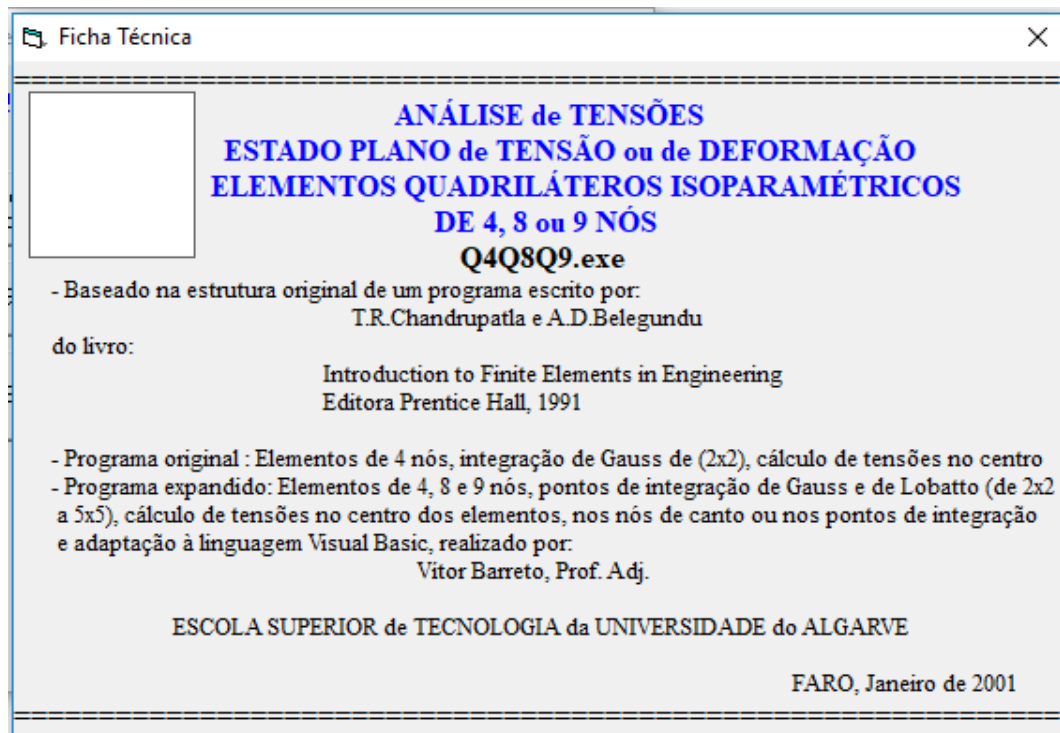 Ficha Técnica
ANÁLISE de TENSÕES
ESTADO PLANO de TENSÃO ou de DEFORMAÇÃO
ELEMENTOS QUADRILÁTEROS ISOPARAMÉTRICOS
DE 4, 8 ou 9 NÓS
Q4Q8Q9.exe
- Baseado na estrutura original de um programa escrito por:
T.R.Chandrupatla e A.D.Belegundu
do livro:
Introduction to Finite Elements in Engineering
Editora Prentice Hall, 1991
- Programa original : Elementos de 4 nós, integração de Gauss de (2x2), cálculo de tensões no centro
- Programa expandido: Elementos de 4, 8 e 9 nós, pontos de integração de Gauss e de Lobatto (de 2x2
a 5x5), cálculo de tensões no centro dos elementos, nos nós de canto ou nos pontos de integração
e adaptação à linguagem Visual Basic, realizado por:
Vitor Barreto, Prof. Adj.
ESCOLA SUPERIOR de TECNOLOGIA da UNIVERSIDADE do ALGARVE
FARO, Janeiro de 2001